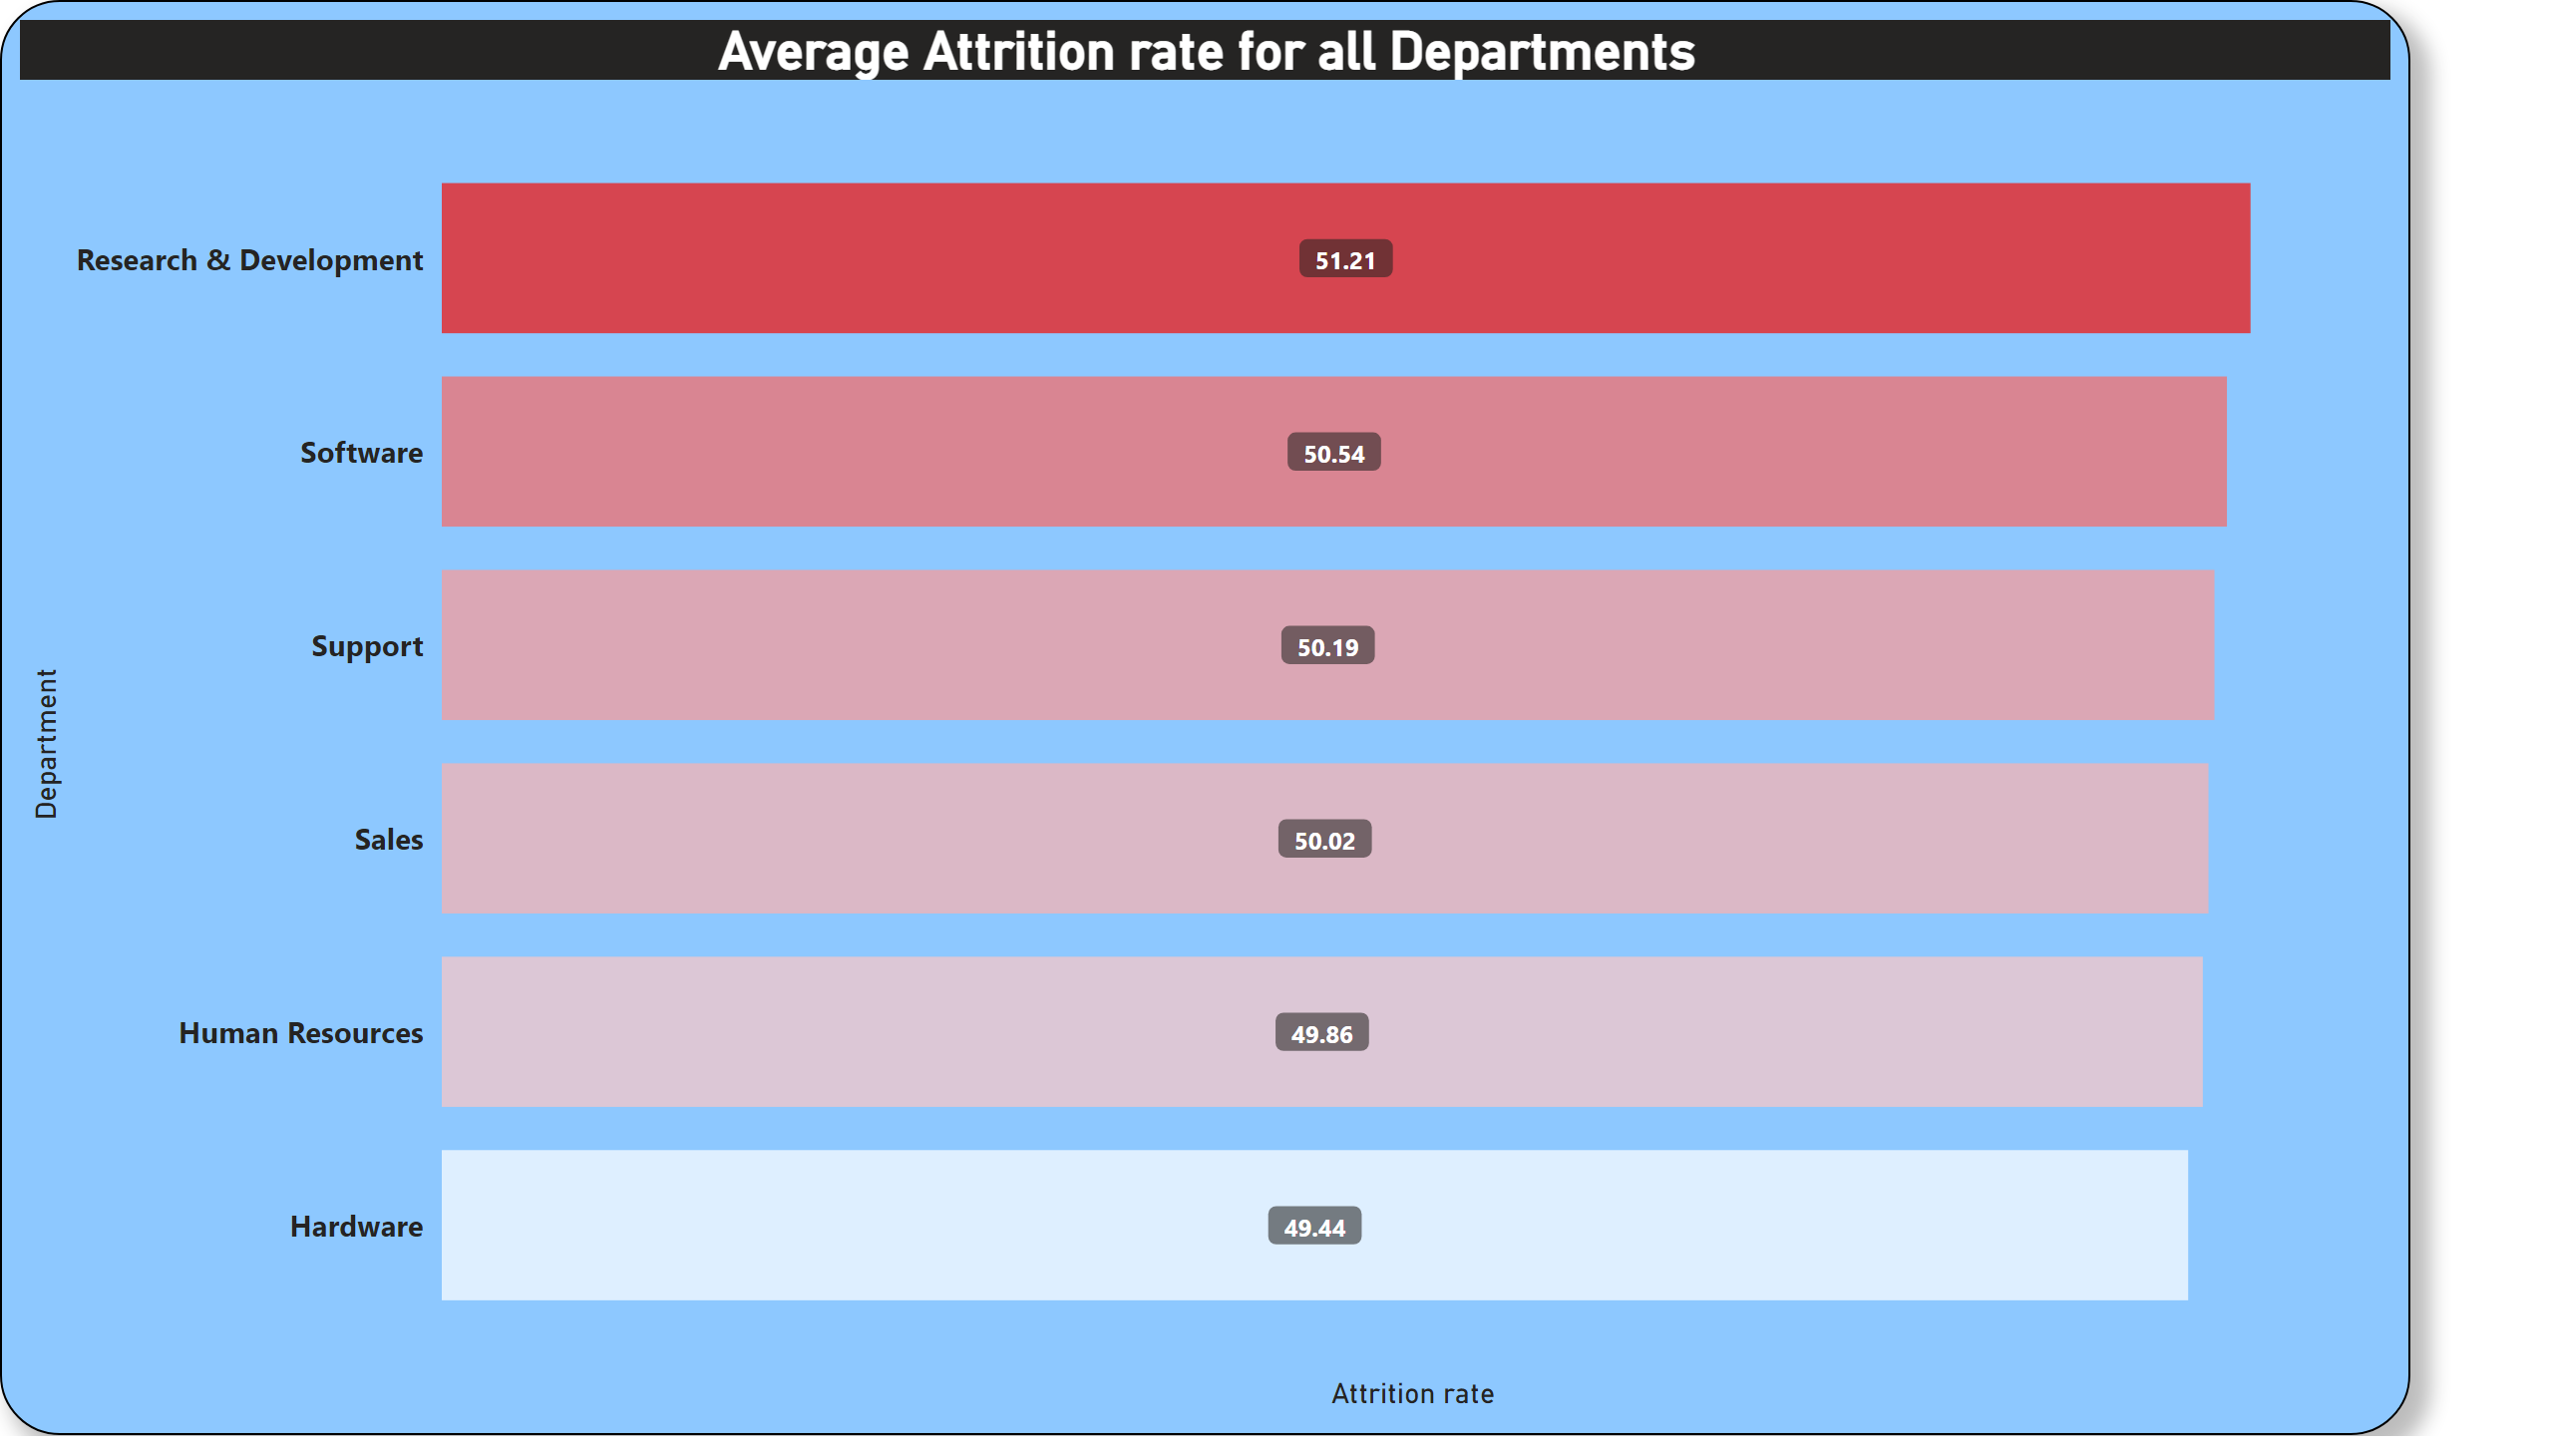 Average Attrition rate for all Departments
Research & Development
51.21
Software
50.54
Support
50.19
Department
Sales
50.02
Human Resources
49.86
Hardware
49.44
Attrition rate